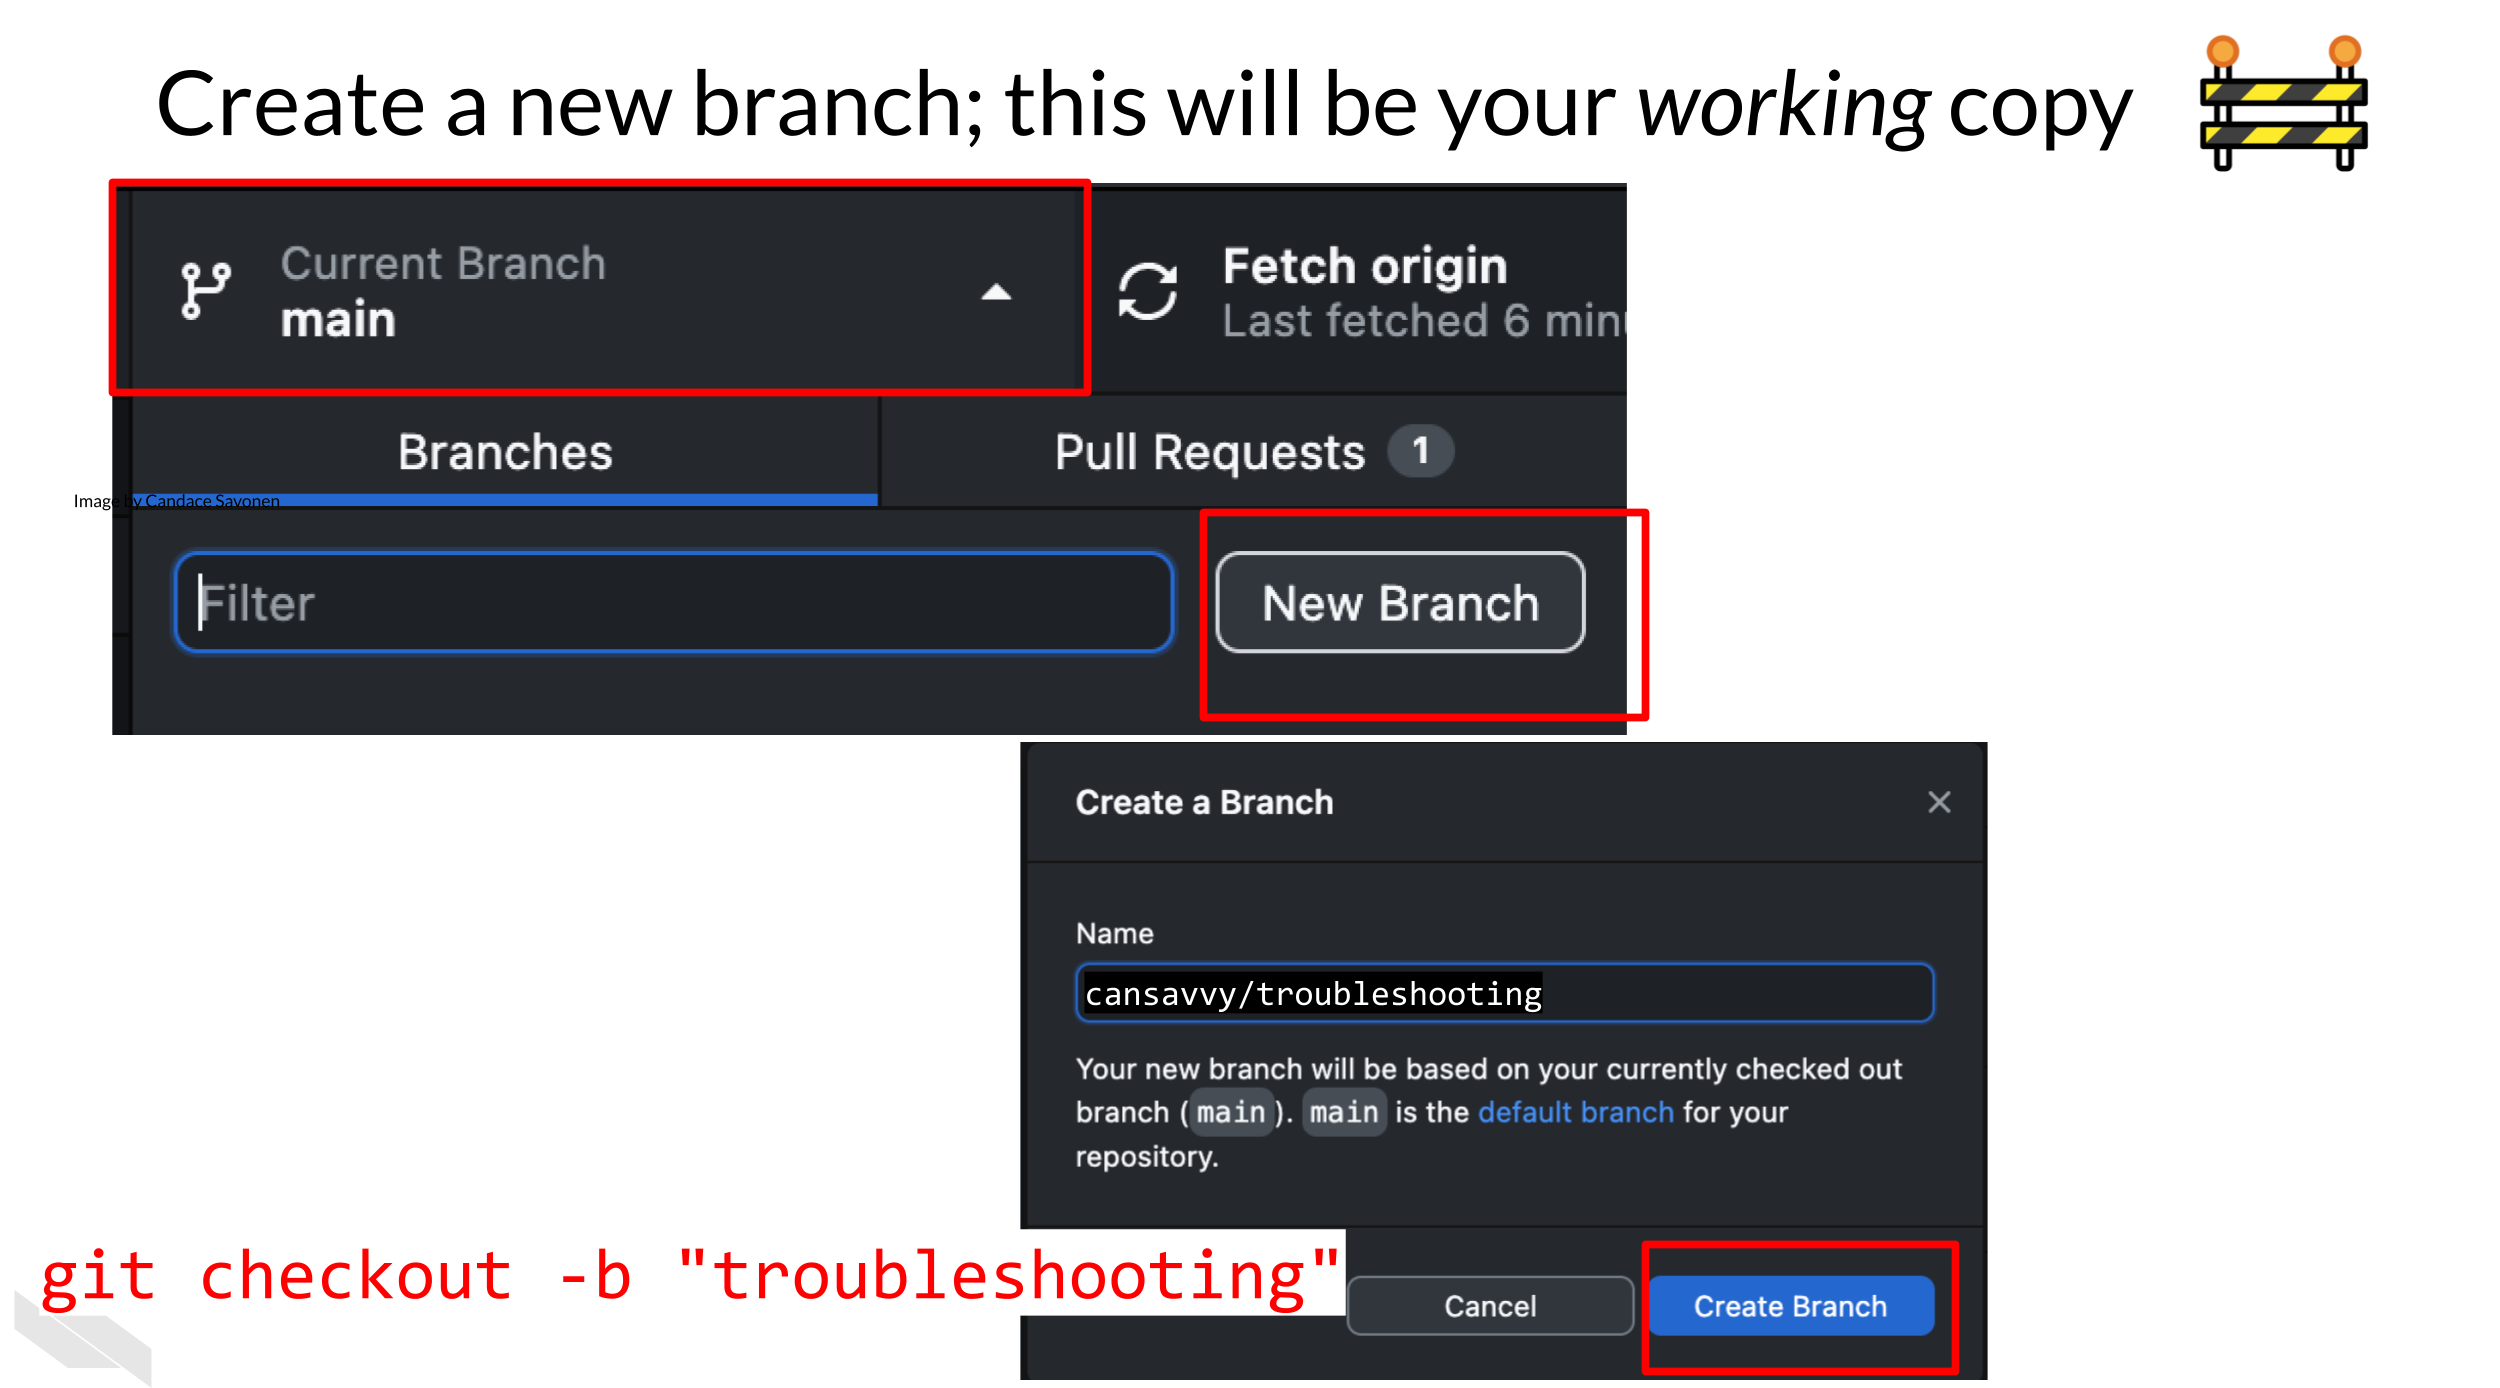 Create a new branch; this will be your working copy
Current Branch
main
Fetch origin
Last fetched 6 min
Branches
Pull Requests 1
Image by Candace Savonen
Filter
New Branch
Create a Branch
Name
cansavvy/troubleshooting
Your new branch will be based on your currently checked out
branch (main). main is the default branch for your
repository.
git checkout -b "troubleshooting"
Cancel
Create Branch